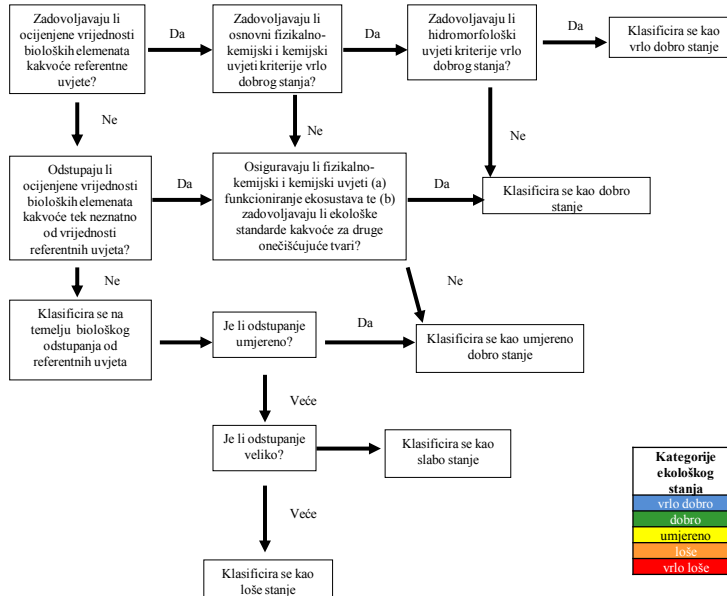 Zadovoljavaju li
ocijenjene vrijednosti
bioloških elemenata
kakvoće referentne
uvjete?
Da
Zadovoljavaju li
osnovni fizikalno-
kemijski i kemijski
uvjeti kriterije vrlo
dobrog stanja?
Da
Zadovoljavaju li
hidromorfološki
uvjeti kriterije vrlo
dobrog stanja?
Da
Klasificira se kao
vrlo dobro stanje
Ne
Ne
Ne
Odstupaju li
ocijenjene vrijednosti
bioloških elemenata
kakvoće tek neznatno
od vrijednosti
referentnih uvjeta?
Da
Osiguravaju li fizikalno-
kemijski i kemijski uvjeti (a)
funkcioniranje ekosustava te (b)
zadovoljavaju li ekološke
standarde kakvoće za druge
onečišćujuće tvari?
Da
Klasificira se kao dobro
stanje
Ne
Ne
Klasificira se na
temelju biološkog
odstupanja od
referentnih uvjeta
Je li odstupanje
umjereno?
Da
Klasificira se kao umjereno
dobro stanje
Veće
Je li odstupanje
veliko?
Klasificira se kao
slabo stanje
Veće
Klasificira se kao
loše stanje
Kategorije
ekološkog
stanja
vrlo dobro
dobro
umjereno
loše
vrlo loše